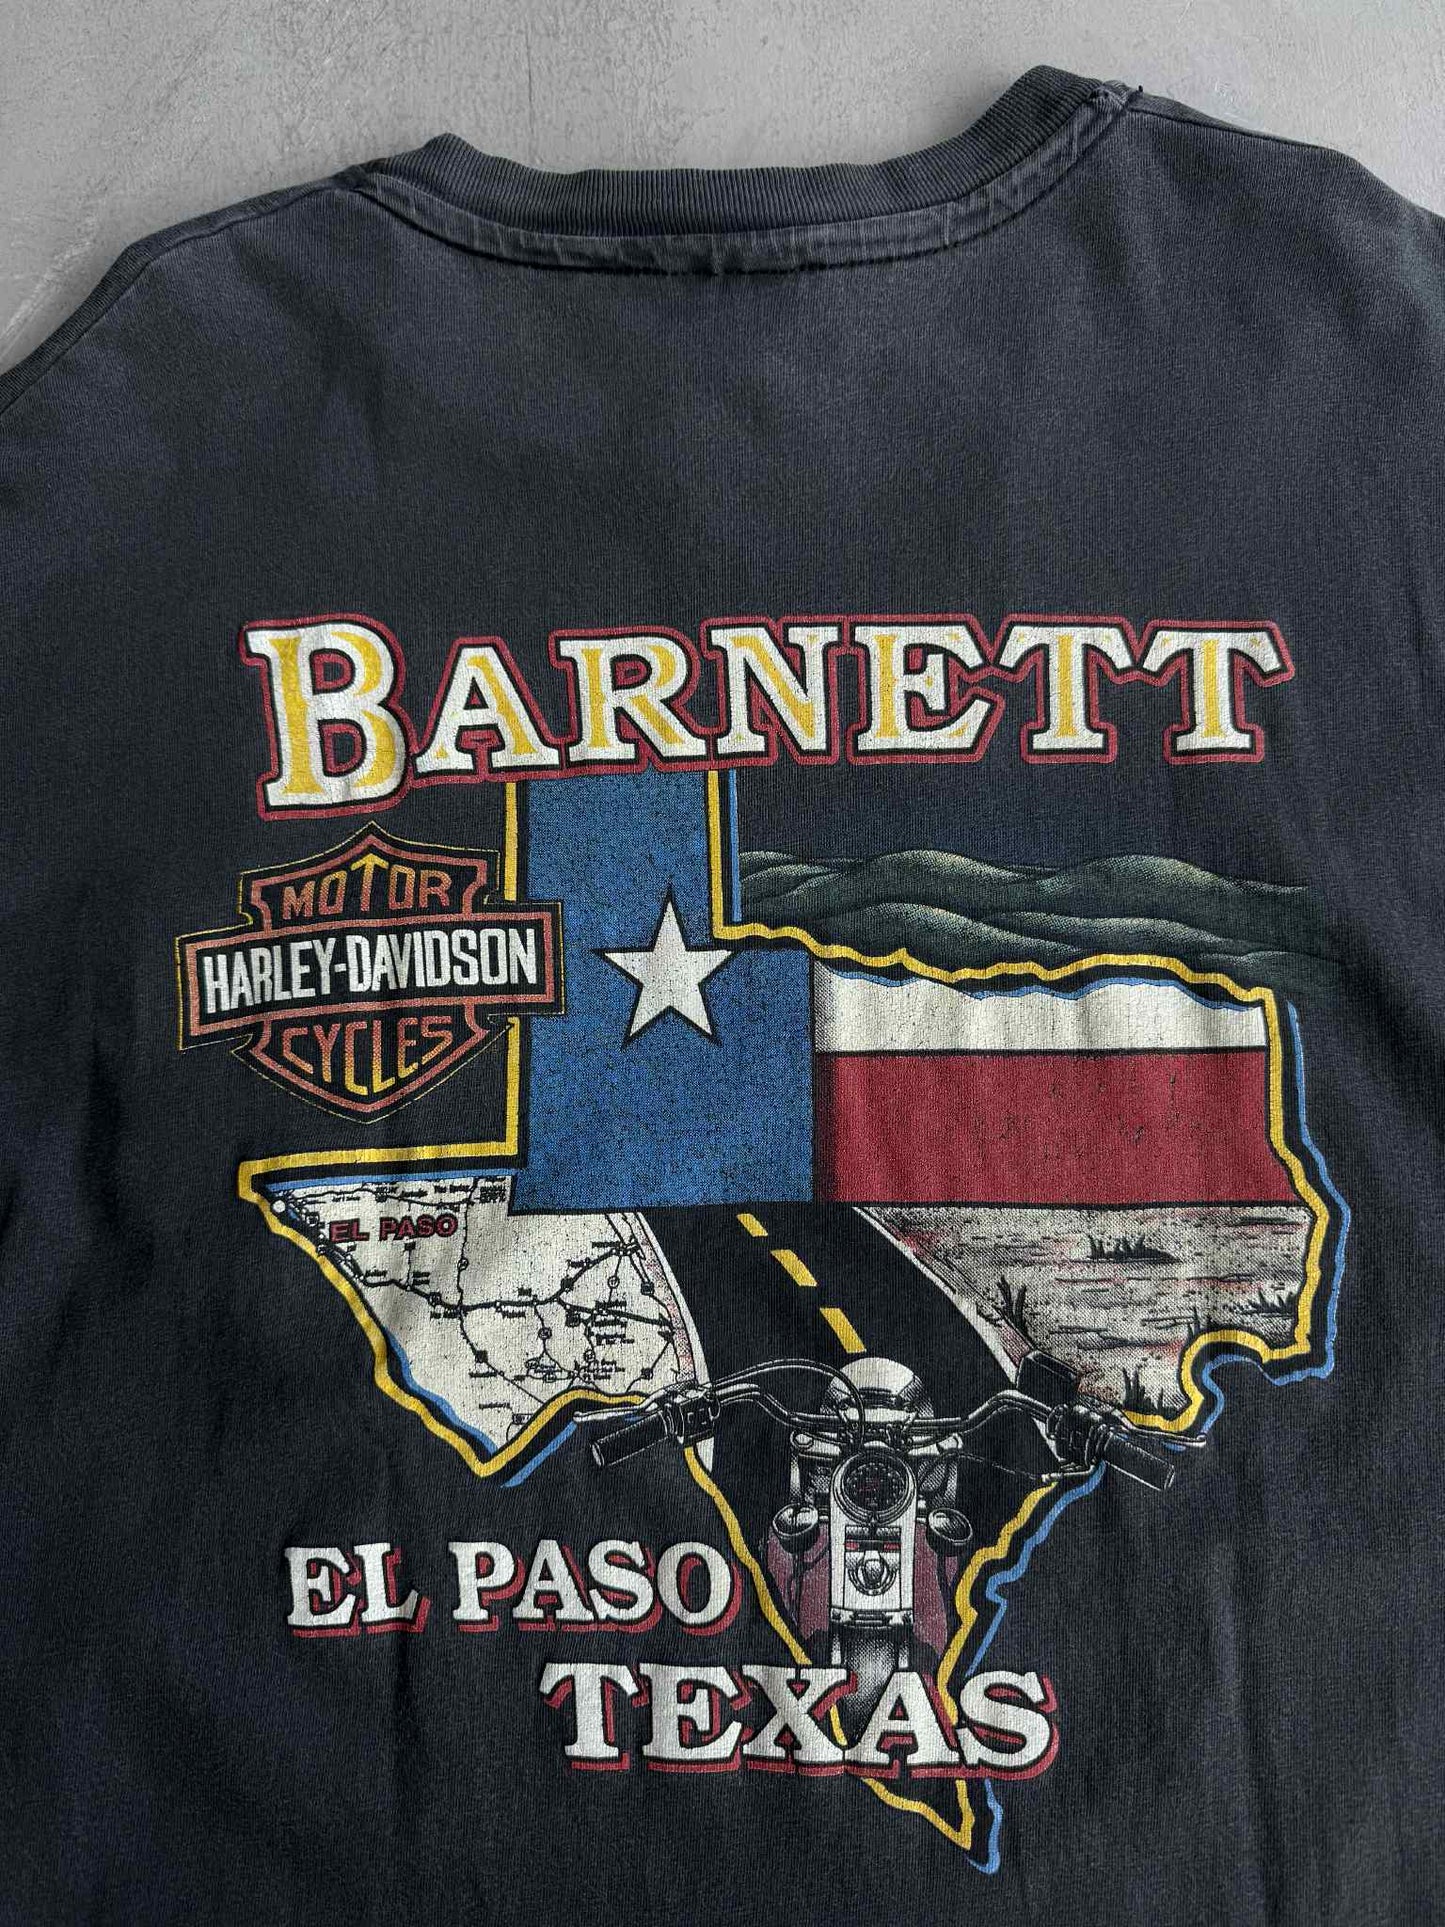 BARNETT
MOTOR
HARLEY-DAVIDSON
CYCLES
EL PASO
EL PASO
TEXAS